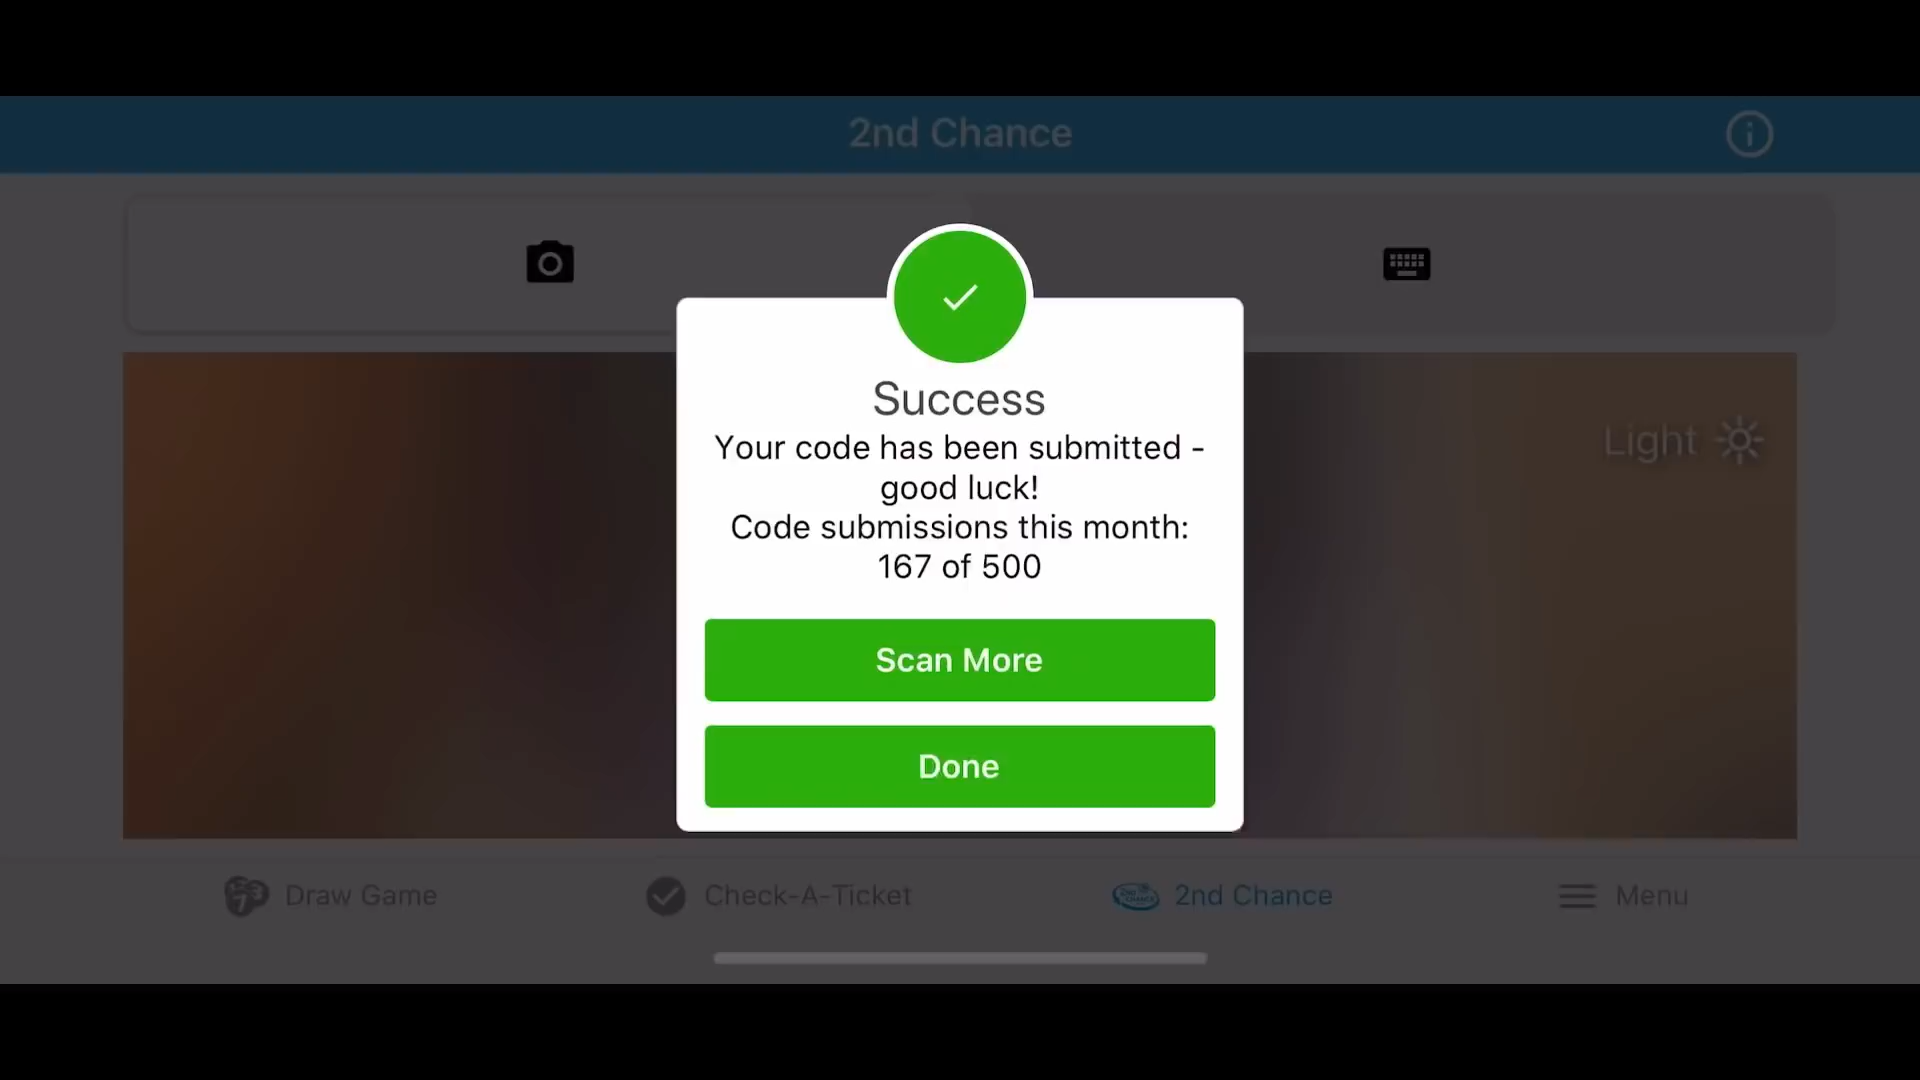 2nd Chance
Light
Success
Your code has been submitted -
good luck!
Code submissions this month:
167 of 500
Scan More
Done
Draw Game
Check-A-Ticket
2nd Chance
Menu